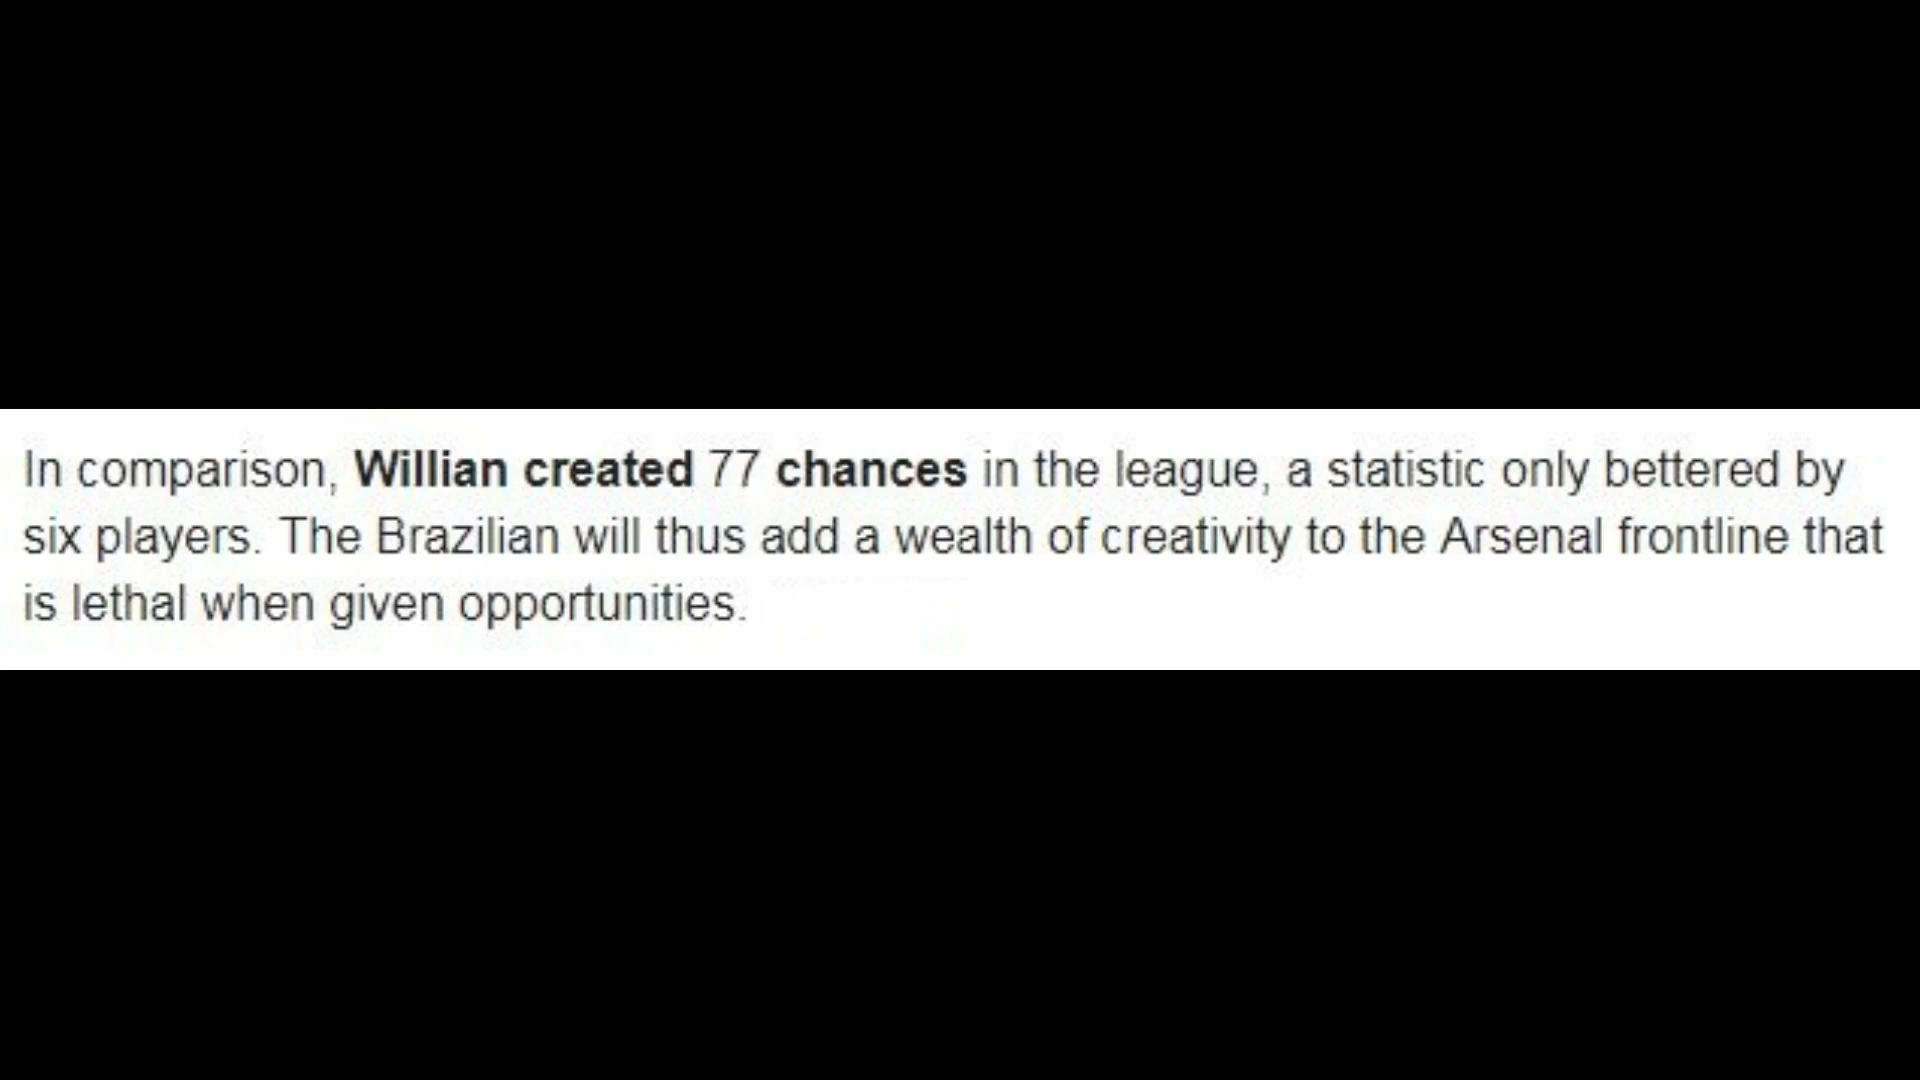 In comparison, Willian created 77 chances in the league, a statistic only bettered by
six players. The Brazilian will thus add a wealth of creativity to the Arsenal frontline that
is lethal when given opportunities.